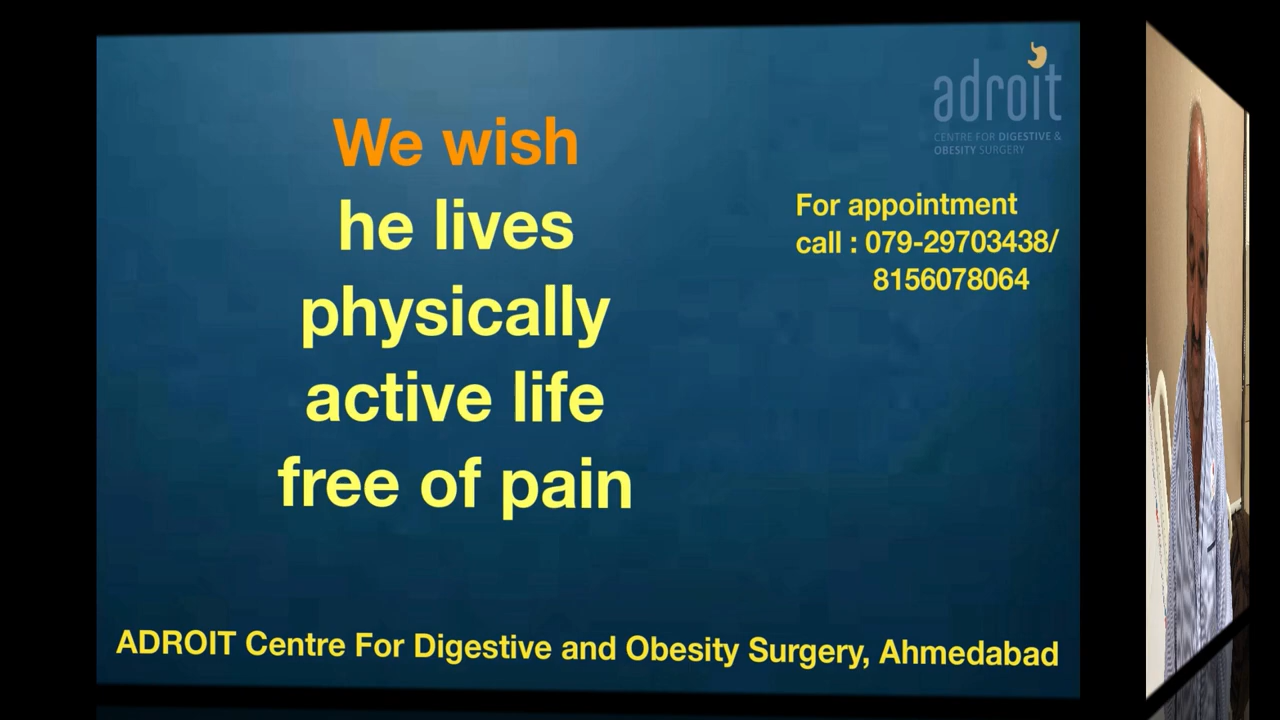 We wish
he lives
physically
active life
free of pain
adroit
CENTRE FOR DIGESTIVE &
OBESITY SURGERY
For appointment
call : 079-29703438/
8156078064
ADROIT Centre For Digestive and Obesity Surgery, Ahmedabad